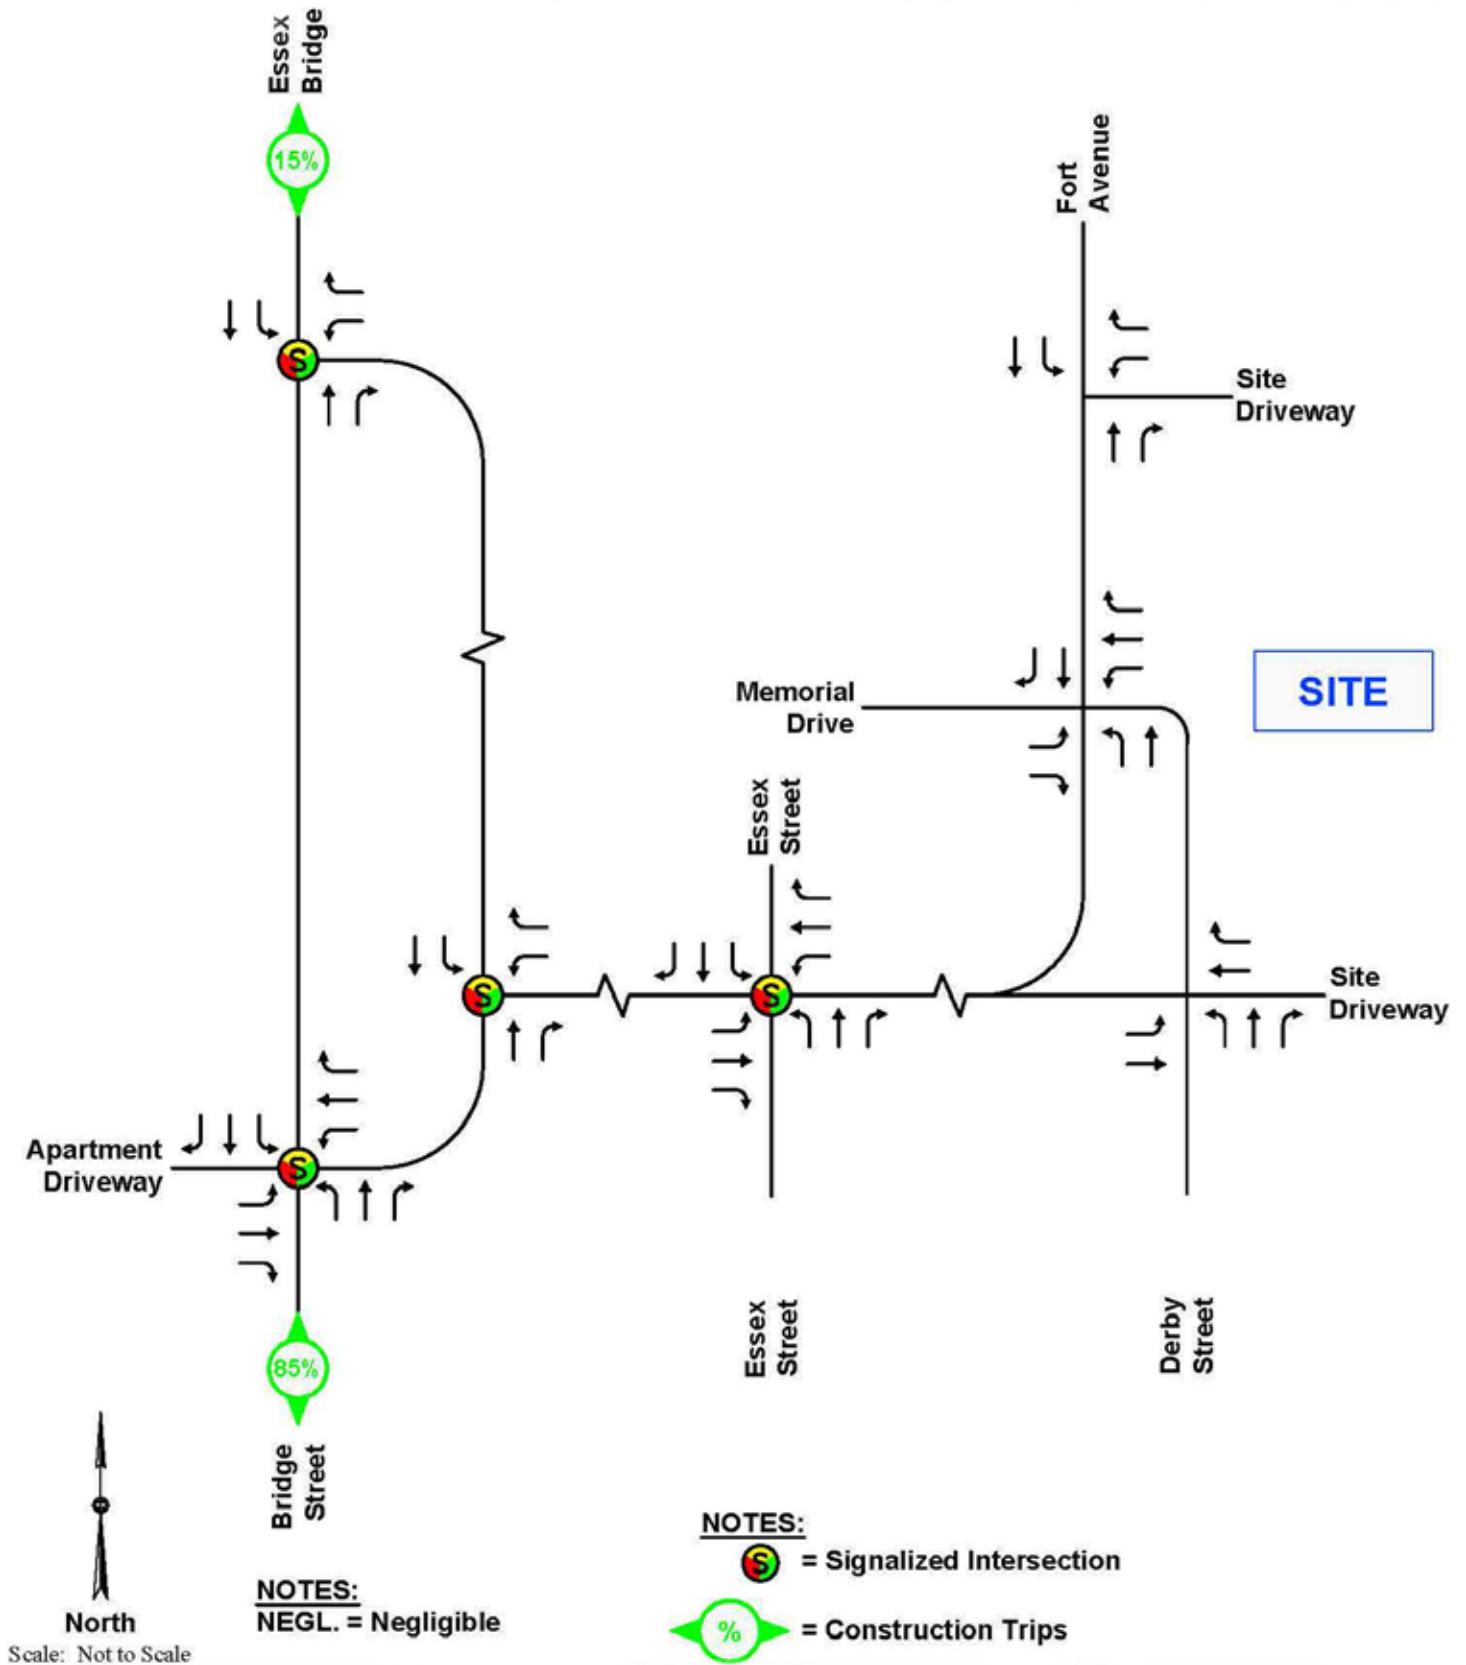 Essex
Bridge
15%
Fort
Avenue
S
Site
Driveway
SITE
Memorial
Drive
Essex
Street
S
S
Site
Driveway
Apartment
Driveway
S
Essex
Street
Derby
Street
85%
Bridge
Street
North
Scale: Not to Scale
NOTES:
NEGL. = Negligible
NOTES:
S = Signalized Intersection
% = Construction Trips